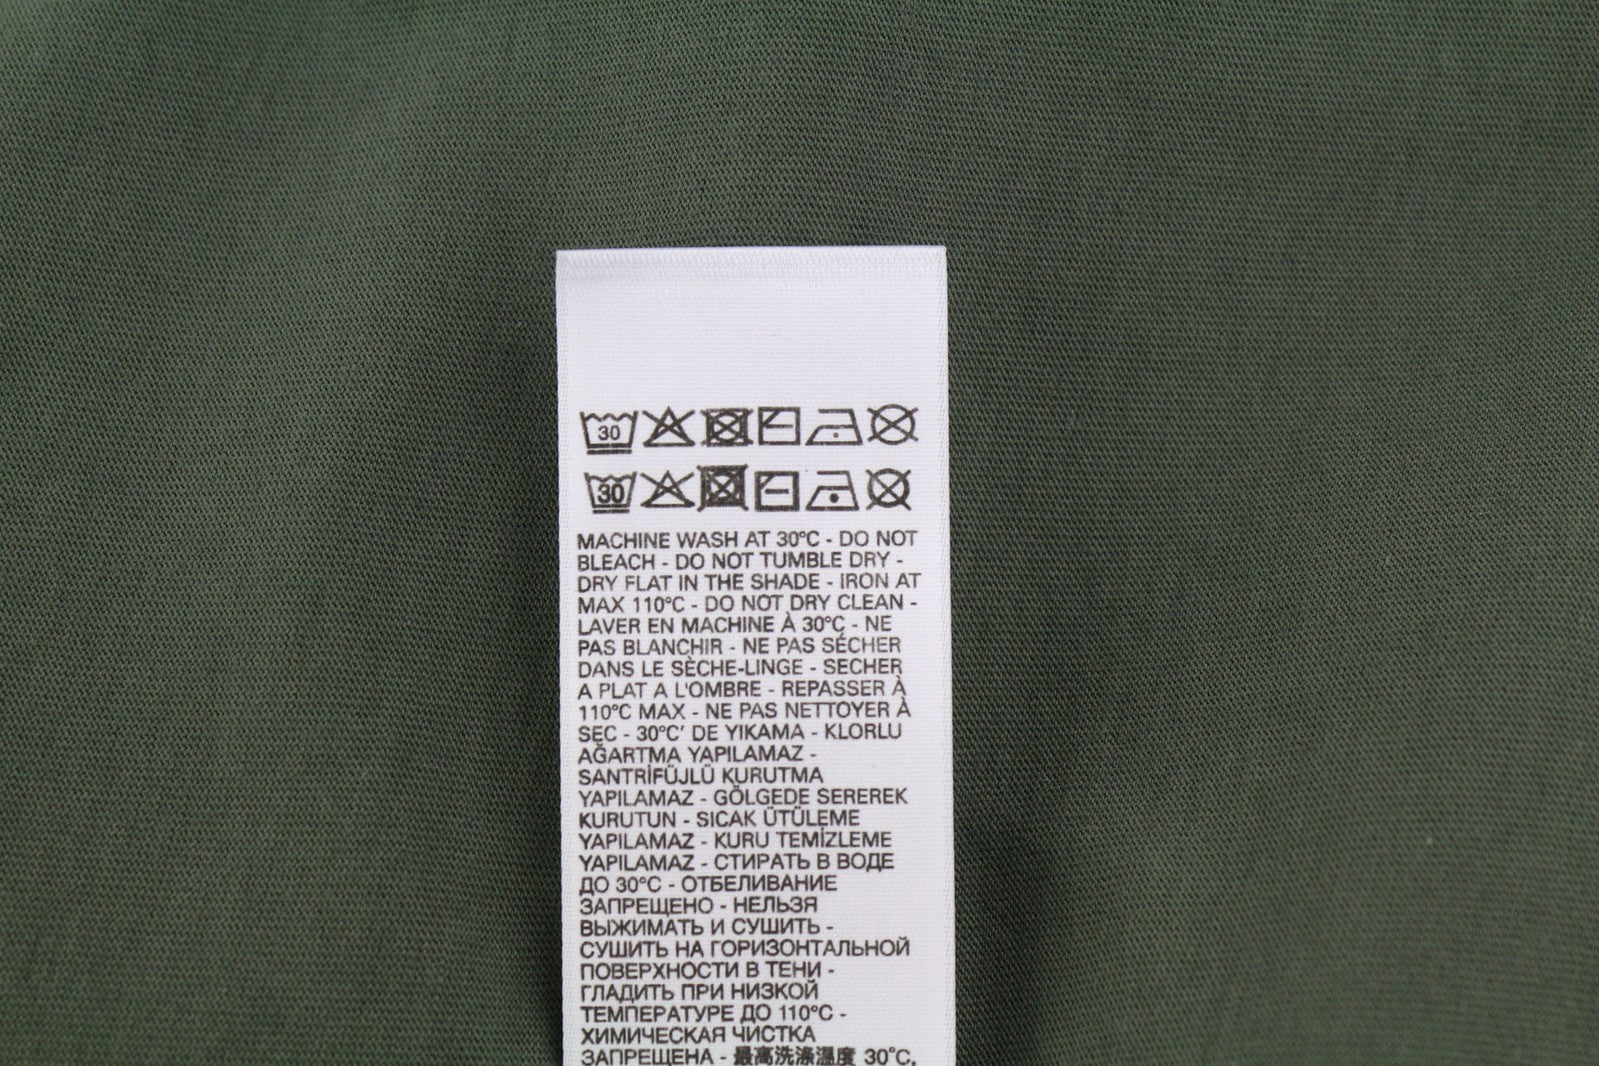 30
30
MACHINE WASH AT 30°C - DO NOT
BLEACH - DO NOT TUMBLE DRY -
DRY FLAT IN THE SHADE - IRON AT
MAX 110°C - DO NOT DRY CLEAN -
LAVER EN MACHINE À 30°C - NE
PAS BLANCHIR - NE PAS SÉCHER
DANS LE SÈCHE-LINGE - SECHER
A PLAT A L'OMBRE - REPASSER À
110°C MAX - NE PAS NETTOYER À
SEC - 30°C' DE YIKAMA - KLORLU
AĞARTMA YAPILAMAZ -
SANTRİFÜJLÜ KURUTMA
YAPILAMAZ - GÖLGEDE SEREREK
KURUTUN - SICAK ÜTÜLEME
YAPILAMAZ - KURU TEMİZLEME
YAPILAMAZ - СТИРАТЬ В ВОДЕ
ДО 30°C - ОТБЕЛИВАНИЕ
ЗАПРЕЩЕНО - НЕЛЬЗЯ
ВЫЖИМАТЬ И СУШИТЬ -
СУШИТЬ НА ГОРИЗОНТАЛЬНОЙ
ПОВЕРХНОСТИ В ТЕНИ -
ГЛАДИТЬ ПРИ НИЗКОЙ
ТЕМПЕРАТУРЕ ДО 110°C -
ХИМИЧЕСКАЯ ЧИСТКА
ЗАПРЕЩЕНА - 最高洗涤温度 30°C,